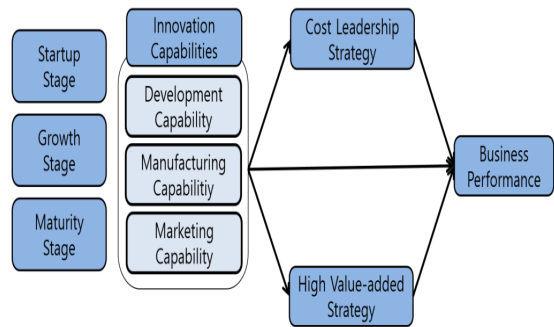 Startup
Stage
Growth
Stage
Maturity
Stage
Innovation
Capabilities
Development
Capability
Manufacturing
Capabilitiy
Marketing
Capability
Cost Leadership
Strategy
High Value-added
Strategy
Business
Performance